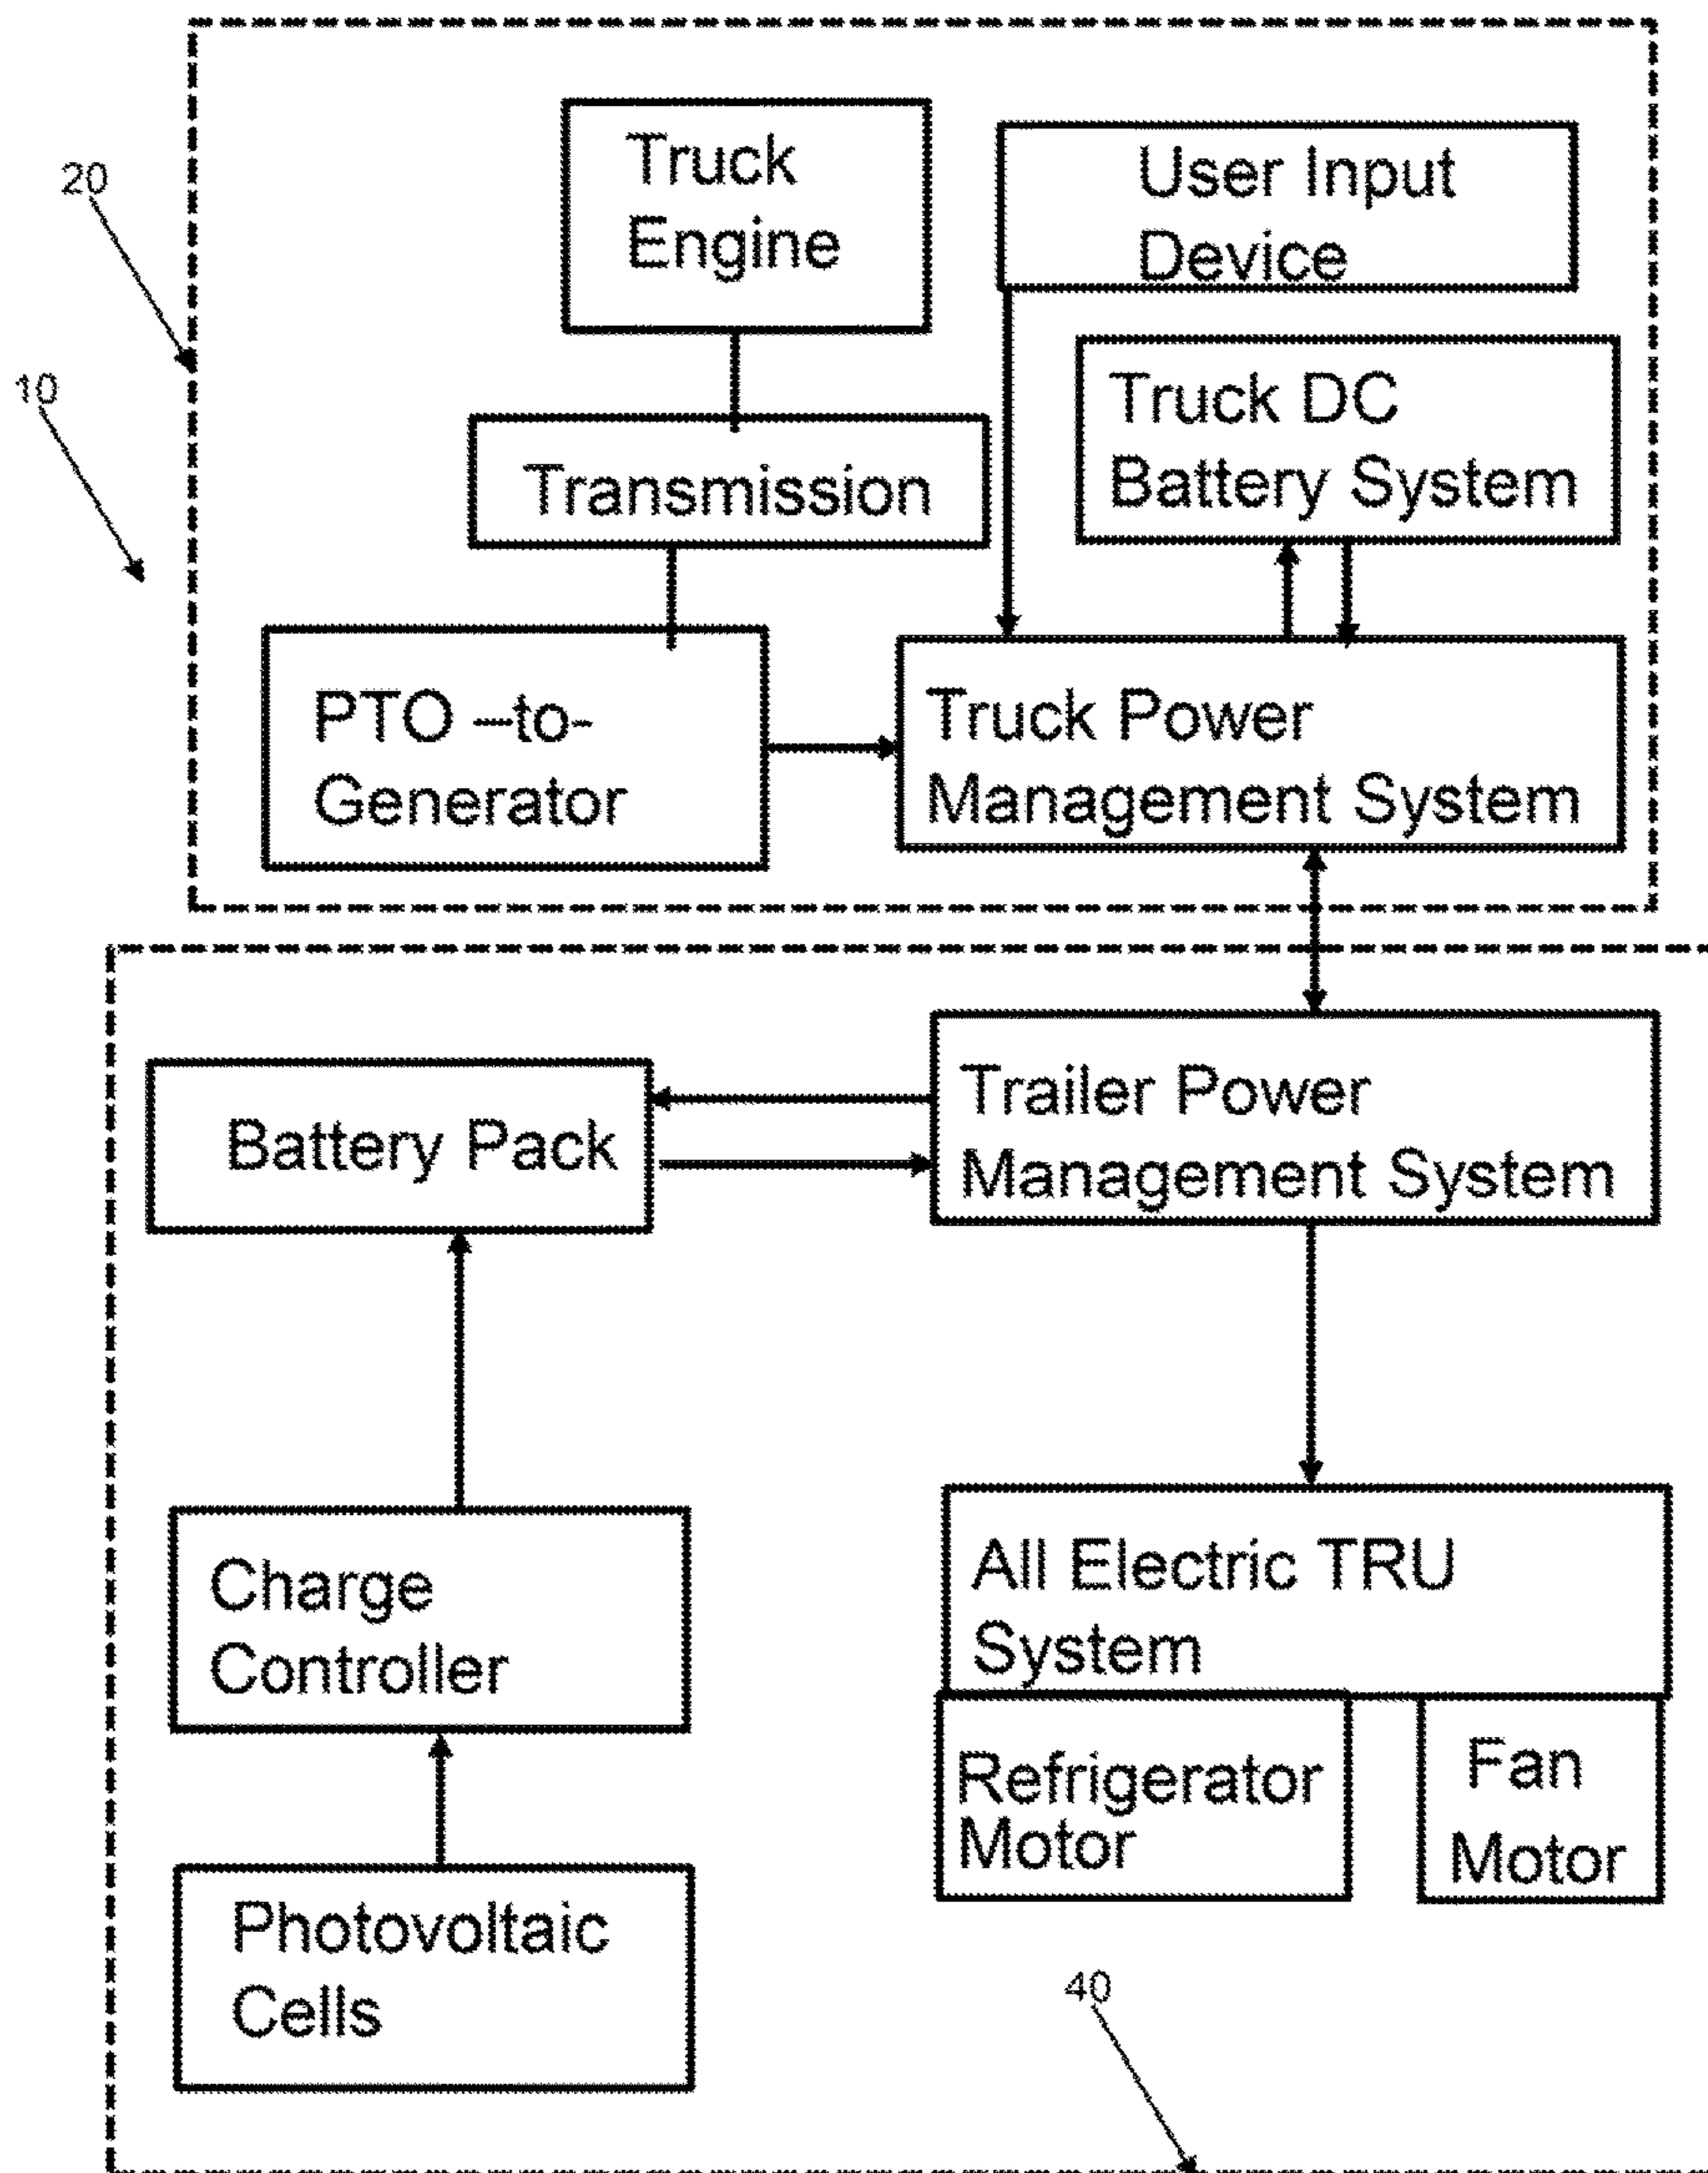 20
10
Truck
Engine
User Input
Device
Truck DC
Battery System
Transmission
PTO –to-
Generator
Truck Power
Management System
Battery Pack
Trailer Power
Management System
Charge
Controller
All Electric TRU
System
Refrigerator
Motor
Fan
Motor
Photovoltaic
Cells
40